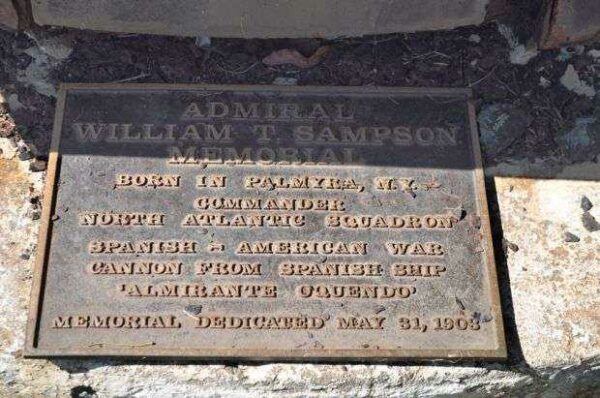 ADMIRAL
WILLIAM T. SAMPSON
MEMORIAL
BORN IN PALMYRA, N.Y.
COMMANDER
NORTH ATLANTIC SQUADRON
SPANISH - AMERICAN WAR
CANNON FROM SPANISH SHIP
'ALMIRANTE OQUENDO'
MEMORIAL DEDICATED MAY 31, 1903